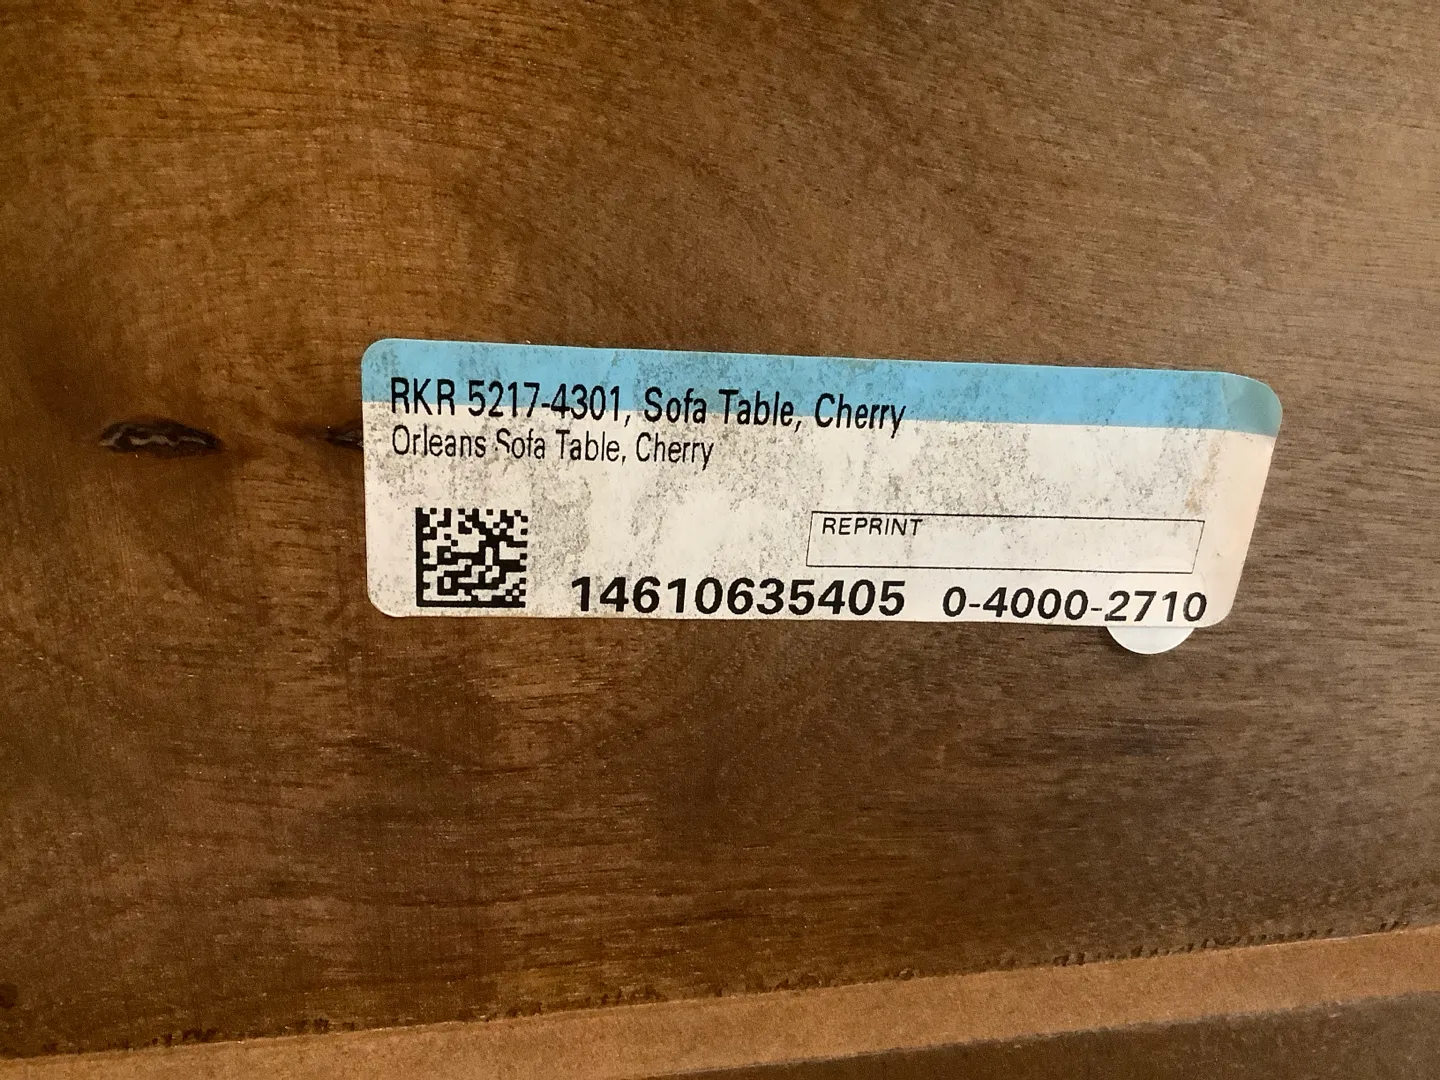 RKR 5217-4301, Sofa Table, Cherry
Orleans Sofa Table, Cherry
REPRINT
14610635405 0-4000-2710